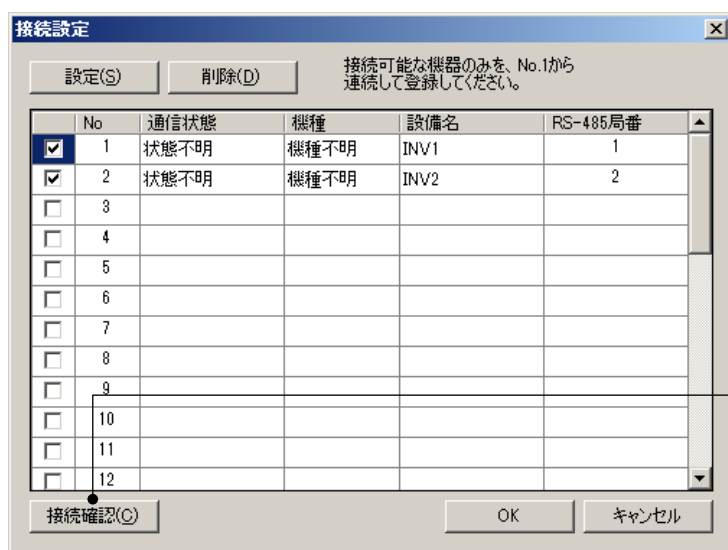 接続設定
設定(S) 削除(D) 接続可能な機器のみを、No.1から
連続して登録してください。
No 通信状態 機種 設備名 RS-485局番
1 状態不明 機種不明 INV1 1
2 状態不明 機種不明 INV2 2
3
4
5
6
7
8
9
10
11
12
接続確認(C) OK キャンセル